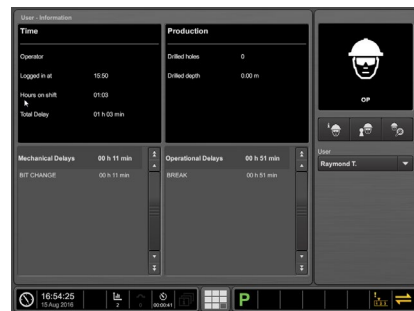 User - Information
Time
Operator
Logged in at 15:50
Hours on shift 01:03
Total Delay 01 h 03 min
Production
Drilled holes 0
Drilled depth 0.00 m
OP
User
Raymond T.
Mechanical Delays 00 h 11 min
BIT CHANGE 00 h 11 min
Operational Delays 00 h 51 min
BREAK 00 h 51 min
16:54:25
15 Aug 2016
2
0
00:00:41
P